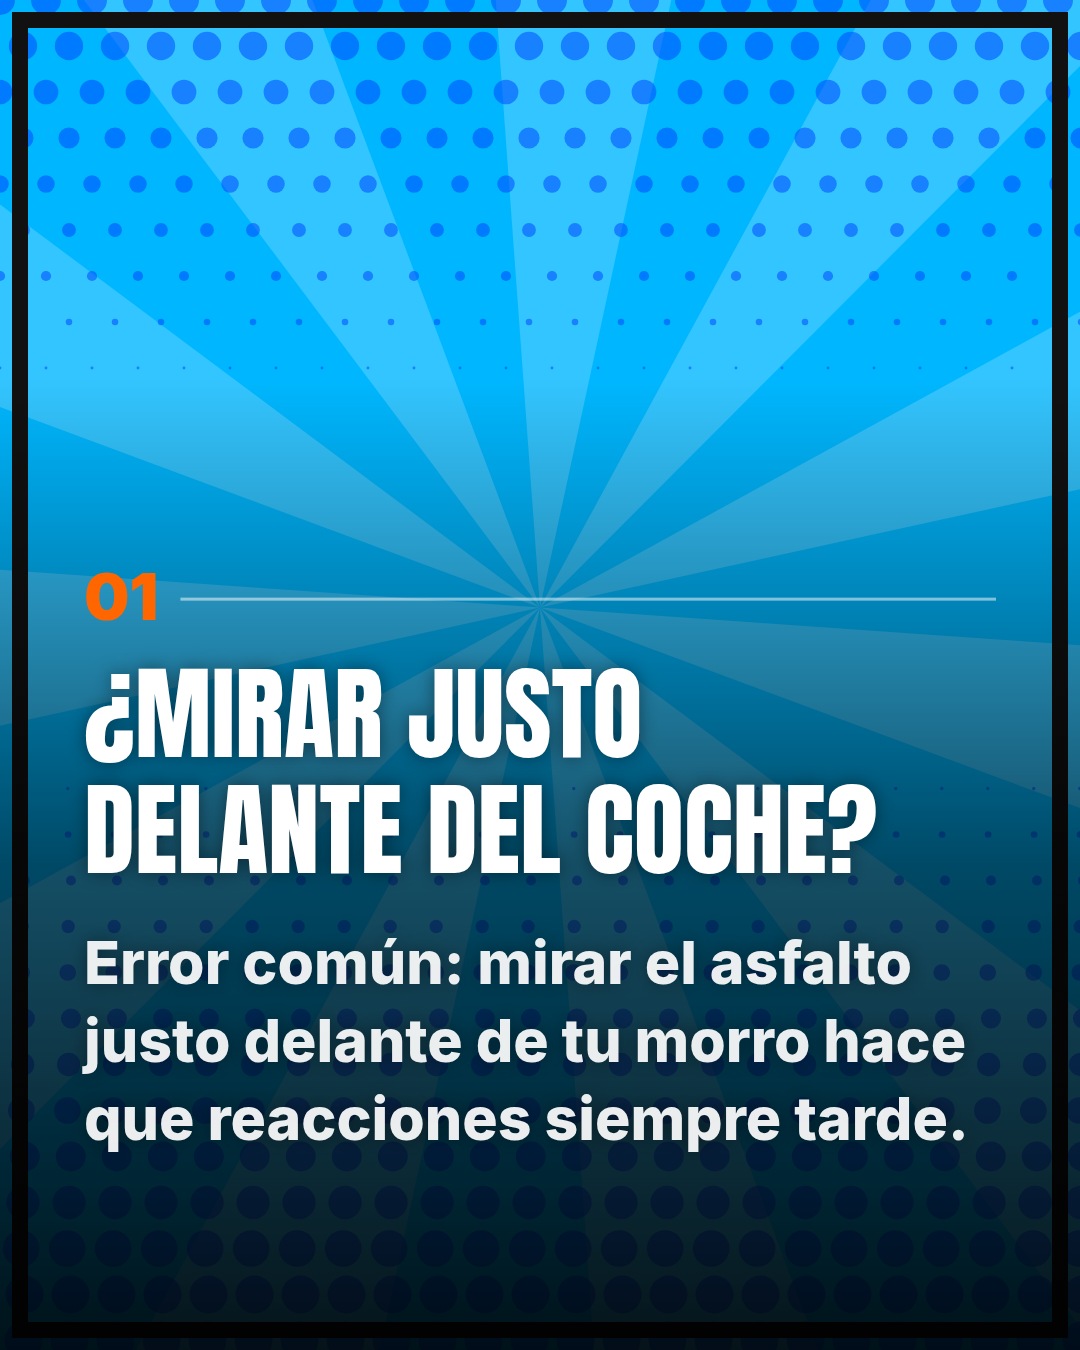 01
¿MIRAR JUSTO
DELANTE DEL COCHE?
Error común: mirar el asfalto
justo delante de tu morro hace
que reacciones siempre tarde.